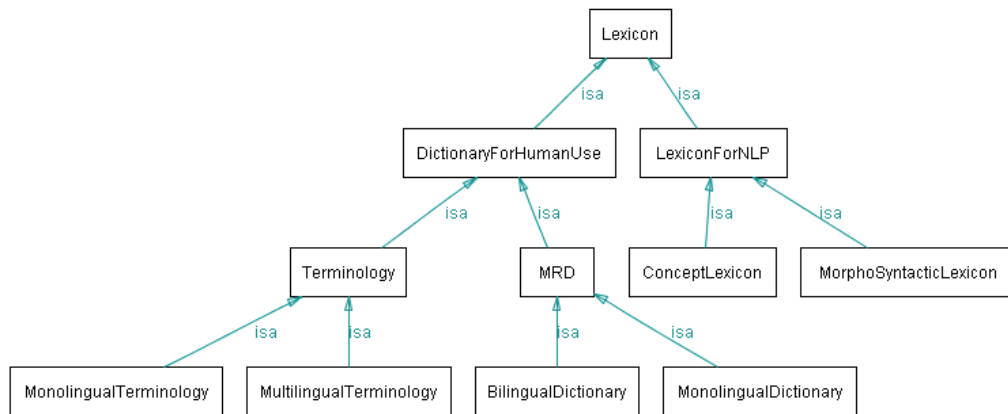 Lexicon
isa
isa
DictionaryForHumanUse
LexiconForNLP
isa
isa
isa
isa
Terminology
MRD
ConceptLexicon
MorphoSyntacticLexicon
isa
isa
isa
isa
MonolingualTerminology
MultilingualTerminology
BilingualDictionary
MonolingualDictionary